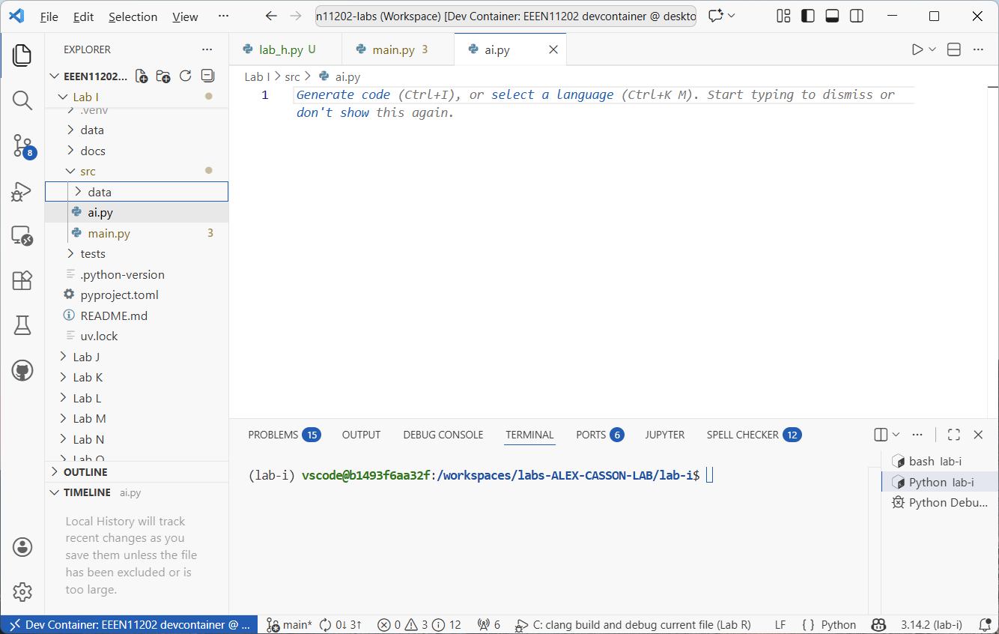 File Edit Selection View ··· n11202-labs (Workspace) [Dev Container: EEEN11202 devcontainer @ deskto
EXPLORER ···
EEEN11202...
Lab I
.venv
data
docs
src
data
ai.py
main.py 3
tests
.python-version
pyproject.toml
README.md
uv.lock
Lab J
Lab K
Lab L
Lab M
Lab N
Lab O
OUTLINE
TIMELINE ai.py
Local History will track
recent changes as you
save them unless the file
has been excluded or is
too large.
8
lab_h.py U main.py 3 ai.py
Lab I > src > ai.py
1 Generate code (Ctrl+I), or select a language (Ctrl+K M). Start typing to dismiss or
don't show this again.
PROBLEMS 15 OUTPUT DEBUG CONSOLE TERMINAL PORTS 6 JUPYTER SPELL CHECKER 12
(lab-i) vscode@b1493f6aa32f:/workspaces/labs-ALEX-CASSON-LAB/lab-i$
bash lab-i
Python lab-i
Python Debu...
Dev Container: EEEN11202 devcontainer @ ... main* 0↓ 3↑ 0 3 12 6 C: clang build and debug current file (Lab R) LF {} Python 3.14.2 (lab-i)